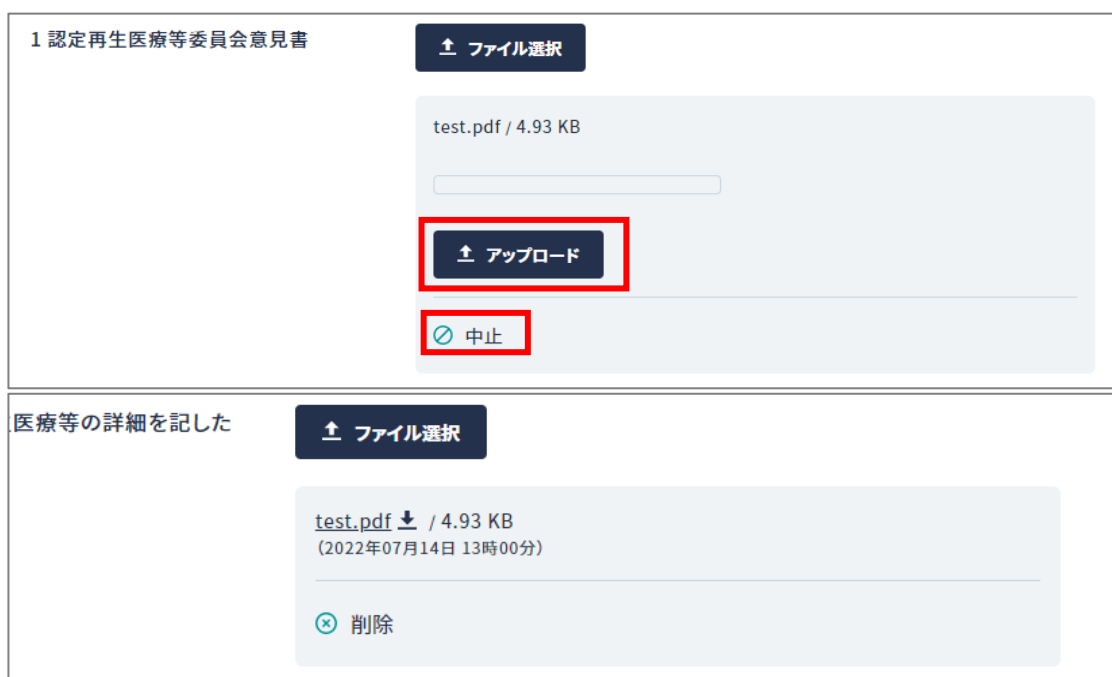 1 認定再生医療等委員会意見書
ファイル選択
test.pdf / 4.93 KB
アップロード
中止
医療等の詳細を記した
ファイル選択
test.pdf / 4.93 KB
（2022年07月14日 13時00分）
削除